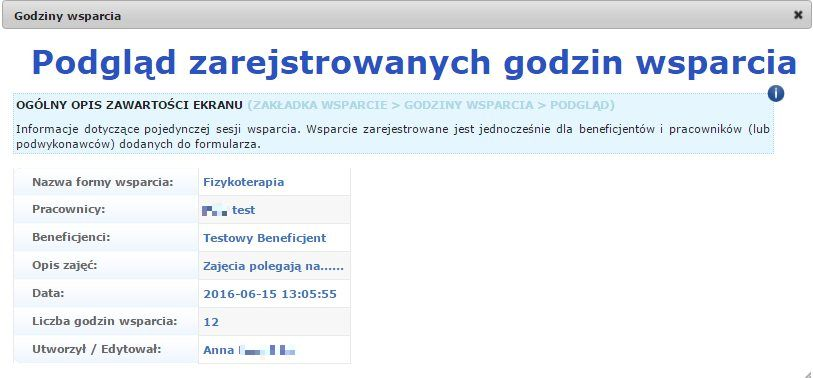 Godziny wsparcia
Podgląd zarejstrowanych godzin wsparcia
OGÓLNY OPIS ZAWARTOŚCI EKRANU (ZAKŁADKA WSPARCIE > GODZINY WSPARCIA > PODGLĄD)
Informacje dotyczące pojedynczej sesji wsparcia. Wsparcie zarejestrowane jest jednocześnie dla beneficjentów i pracowników (lub
podwykonawców) dodanych do formularza.
Nazwa formy wsparcia: Fizykoterapia
Pracownicy: test
Beneficjenci: Testowy Beneficjent
Opis zajęć: Zajęcia polegają na......
Data: 2016-06-15 13:05:55
Liczba godzin wsparcia: 12
Utworzył / Edytował: Anna